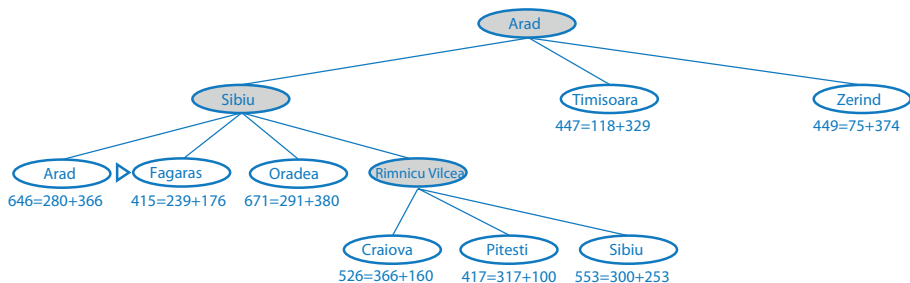 Arad
Sibiu Timisoara Zerind
447=118+329 449=75+374
Arad Fagaras Oradea Rimnicu Vilcea
646=280+366 415=239+176 671=291+380
Craiova Pitesti Sibiu
526=366+160 417=317+100 553=300+253